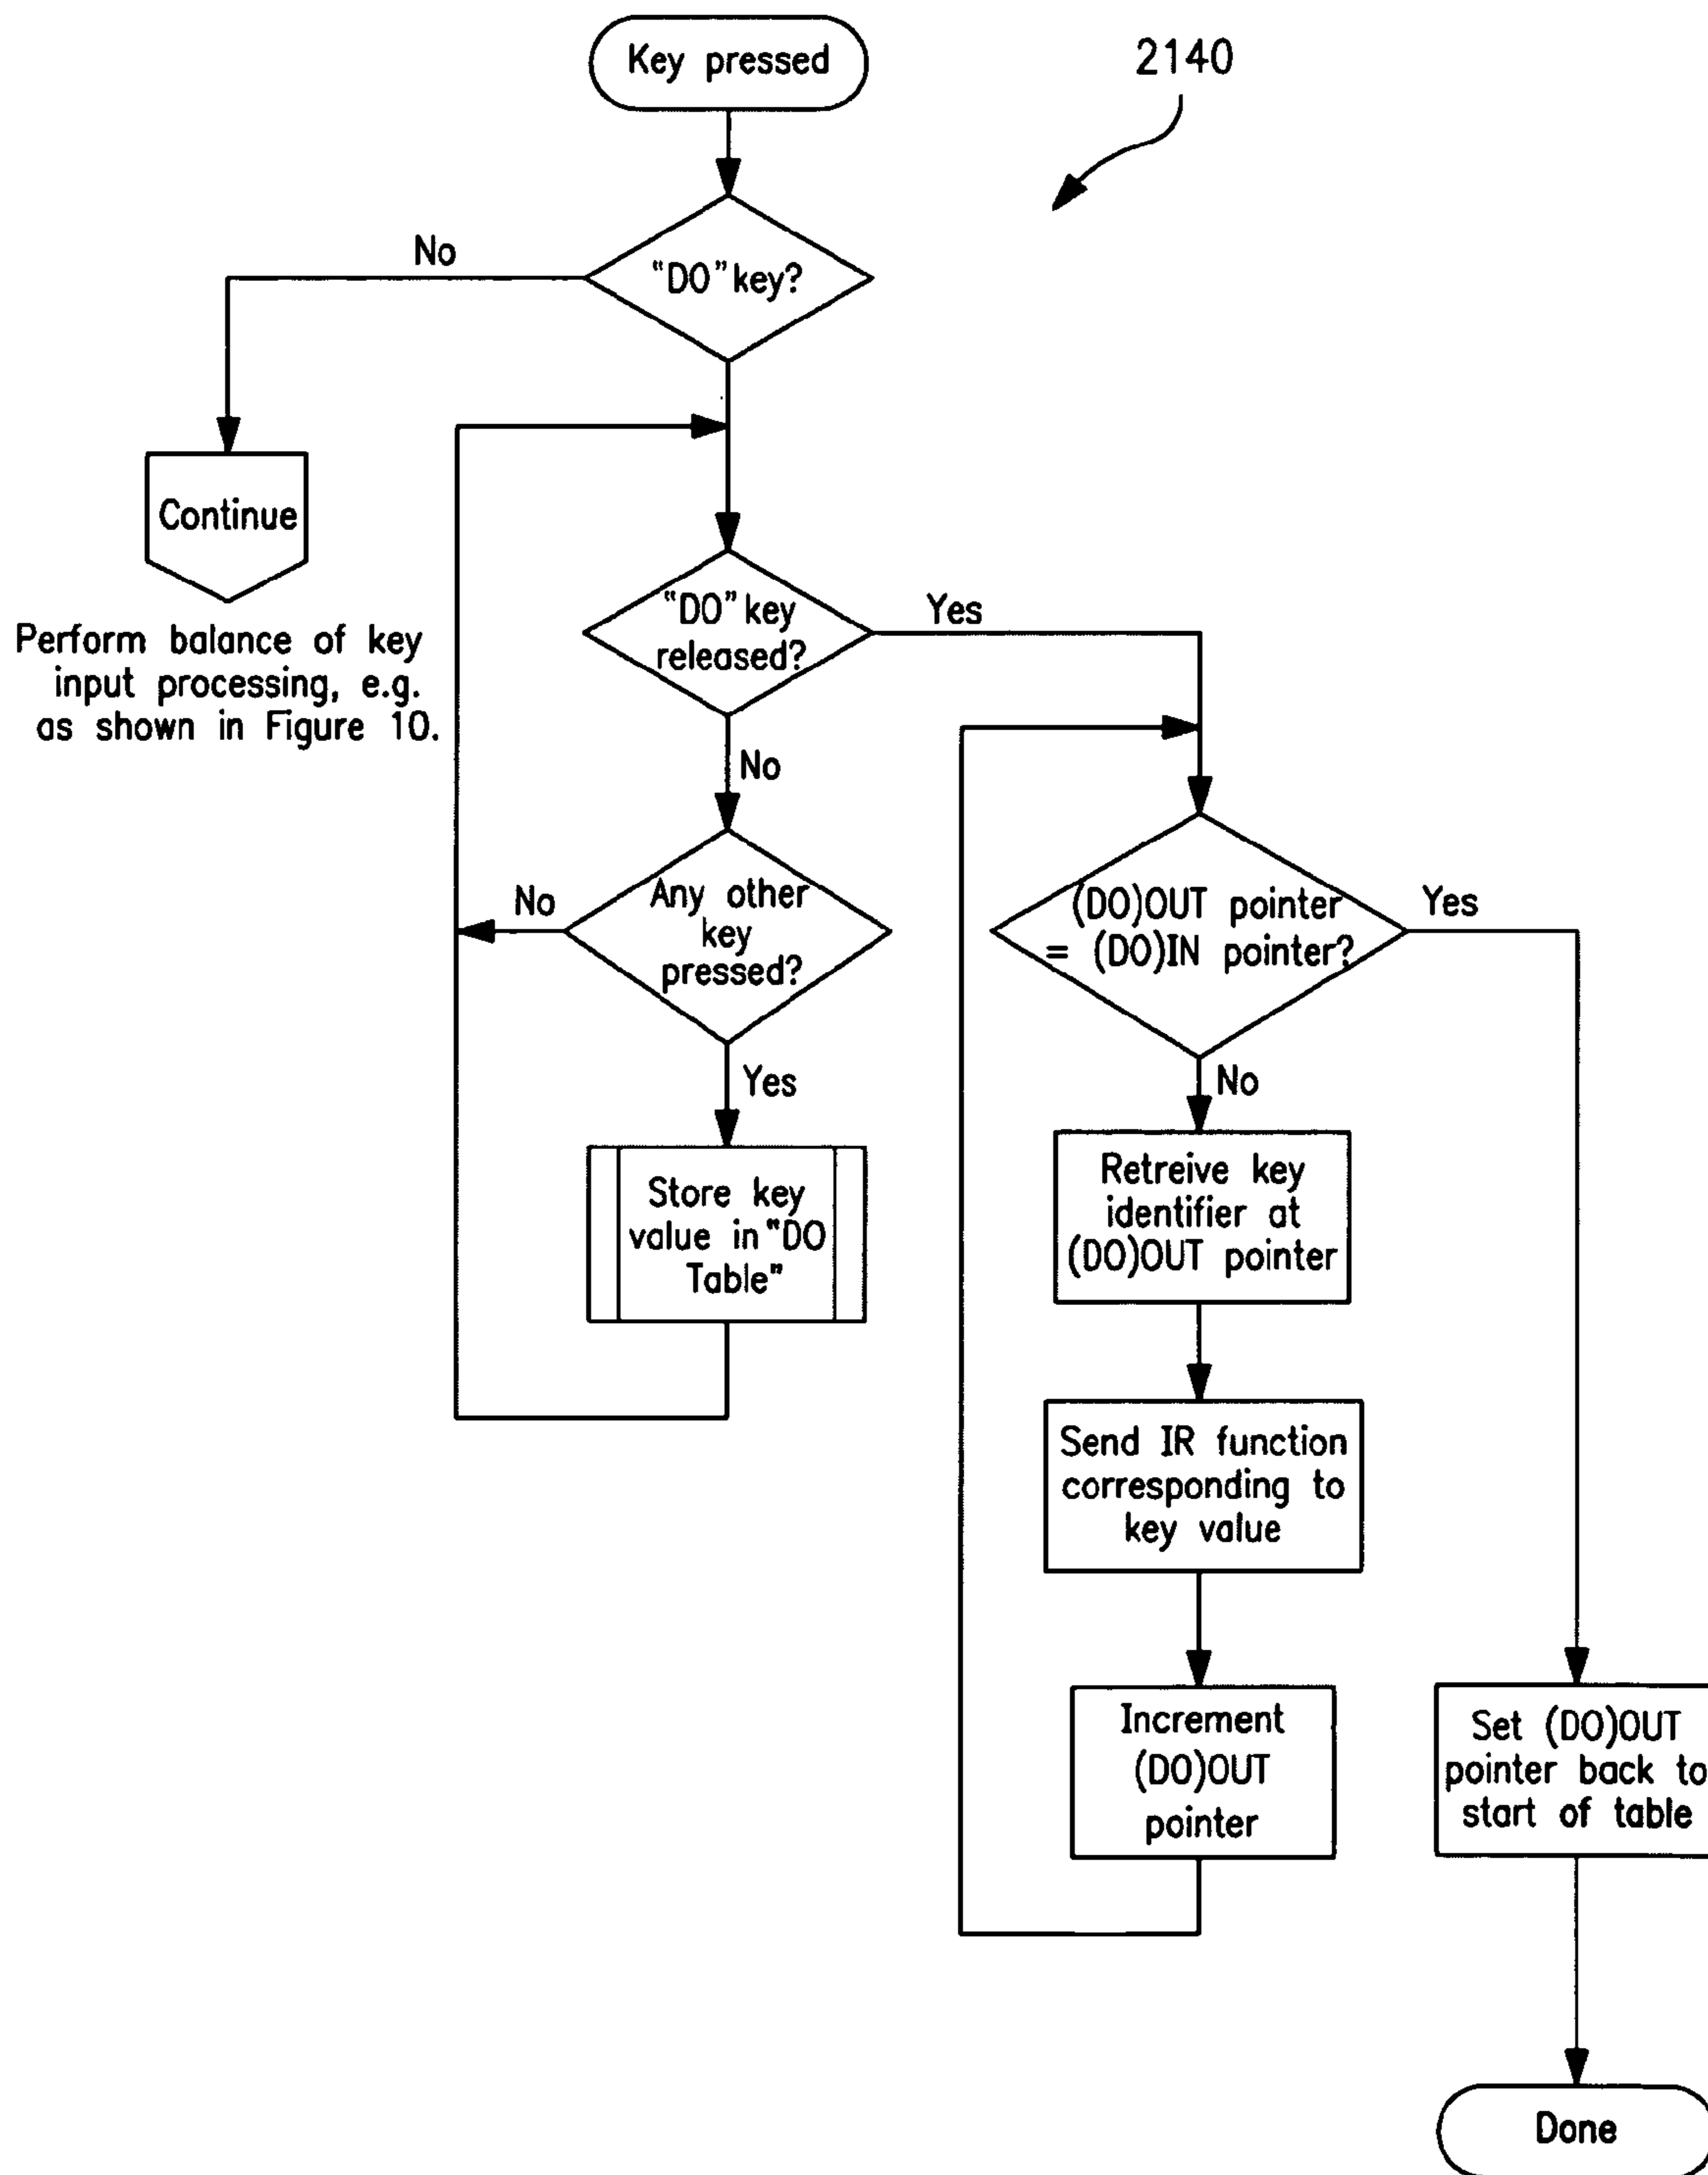 Key pressed
2140
No
“DO” key?
Continue
Perform balance of key
input processing, e.g.
as shown in Figure 10.
“DO” key
released?
Yes
No
No
Any other
key
pressed?
Yes
Store key
value in “DO
Table”
(DO)OUT pointer
= (DO)IN pointer?
Yes
No
Retreive key
identifier at
(DO)OUT pointer
Send IR function
corresponding to
key value
Increment
(DO)OUT
pointer
Set (DO)OUT
pointer back to
start of table
Done